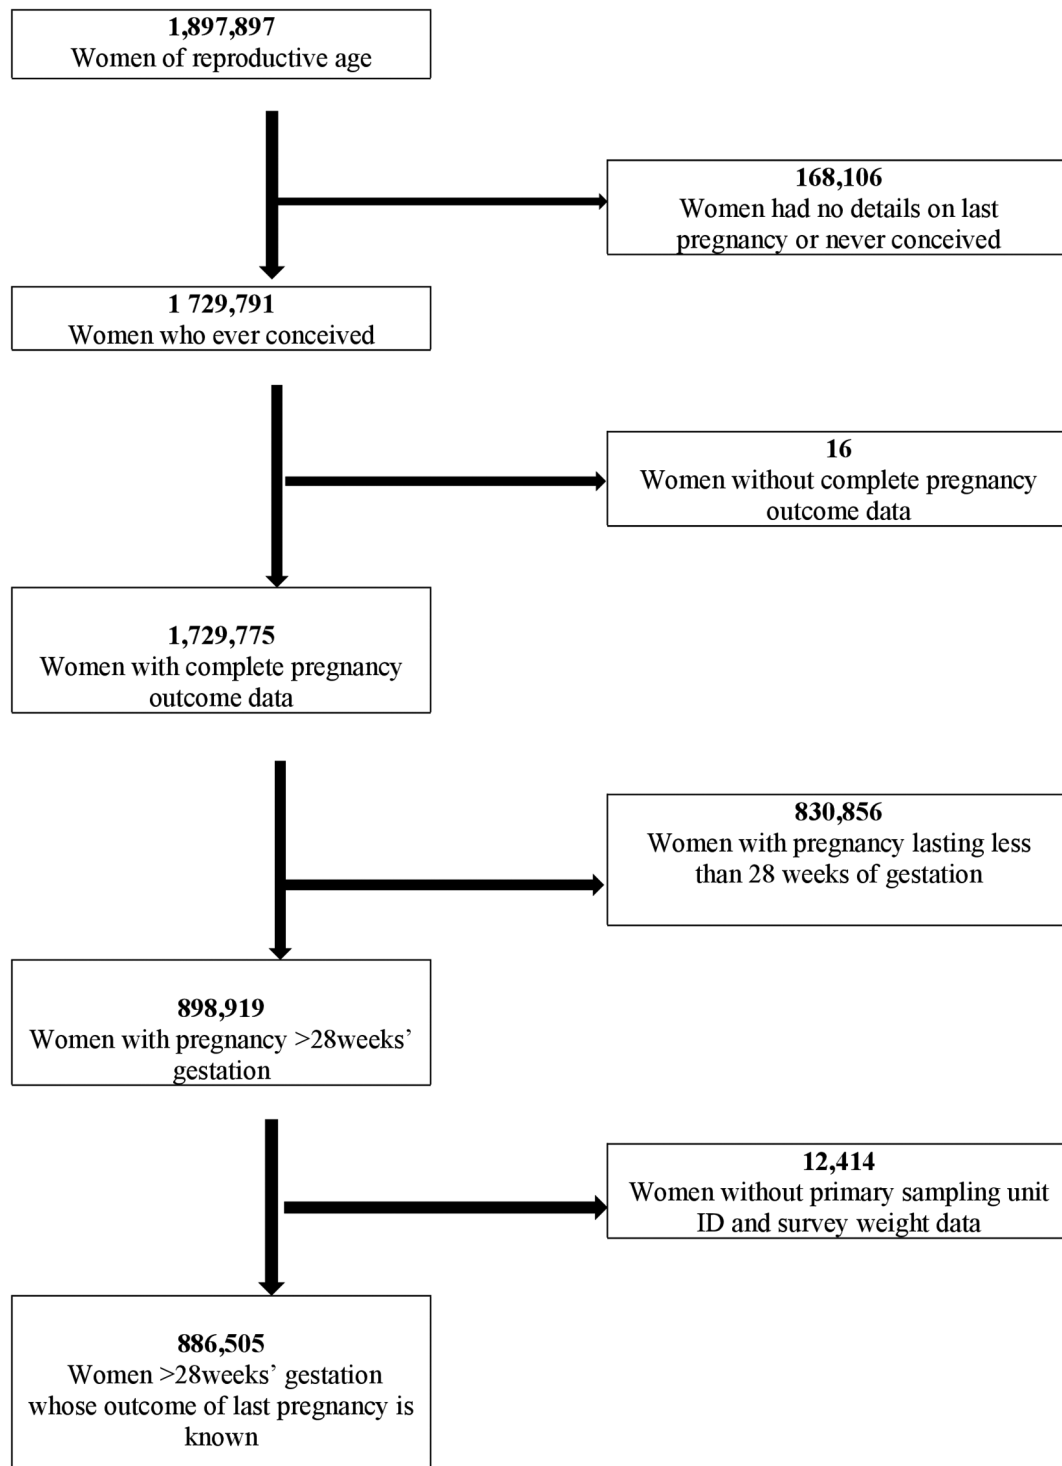 1,897,897
Women of reproductive age
168,106
Women had no details on last
pregnancy or never conceived
1 729,791
Women who ever conceived
16
Women without complete pregnancy
outcome data
1,729,775
Women with complete pregnancy
outcome data
830,856
Women with pregnancy lasting less
than 28 weeks of gestation
898,919
Women with pregnancy >28weeks’
gestation
12,414
Women without primary sampling unit
ID and survey weight data
886,505
Women >28weeks’ gestation
whose outcome of last pregnancy is
known